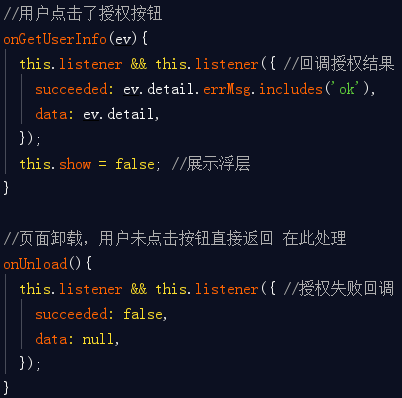 //用户点击了授权按钮
onGetUserInfo(ev){
this.listener && this.listener({ //回调授权结果
succeeded: ev.detail.errMsg.includes('ok'),
data: ev.detail,
});
this.show = false; //展示浮层
}
//页面卸载，用户未点击按钮直接返回 在此处理
onUnload(){
this.listener && this.listener({ //授权失败回调
succeeded: false,
data: null,
});
}